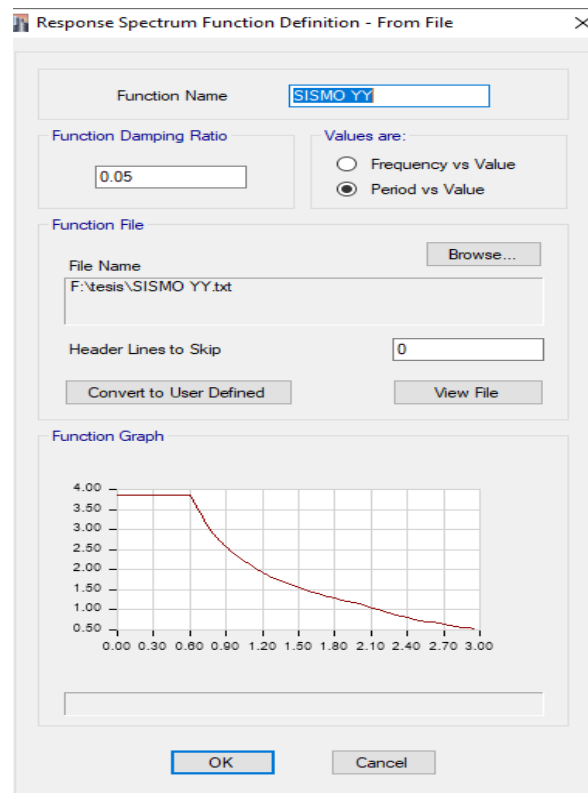 Response Spectrum Function Definition - From File
Function Name SISMO YY
Function Damping Ratio
0.05
Values are:
Frequency vs Value
Period vs Value
Function File
Browse...
File Name
F:\tesis\SISMO YY.txt
Header Lines to Skip 0
Convert to User Defined View File
Function Graph
4.00
3.50
3.00
2.50
2.00
1.50
1.00
0.50
0.00 0.30 0.60 0.90 1.20 1.50 1.80 2.10 2.40 2.70 3.00
OK Cancel